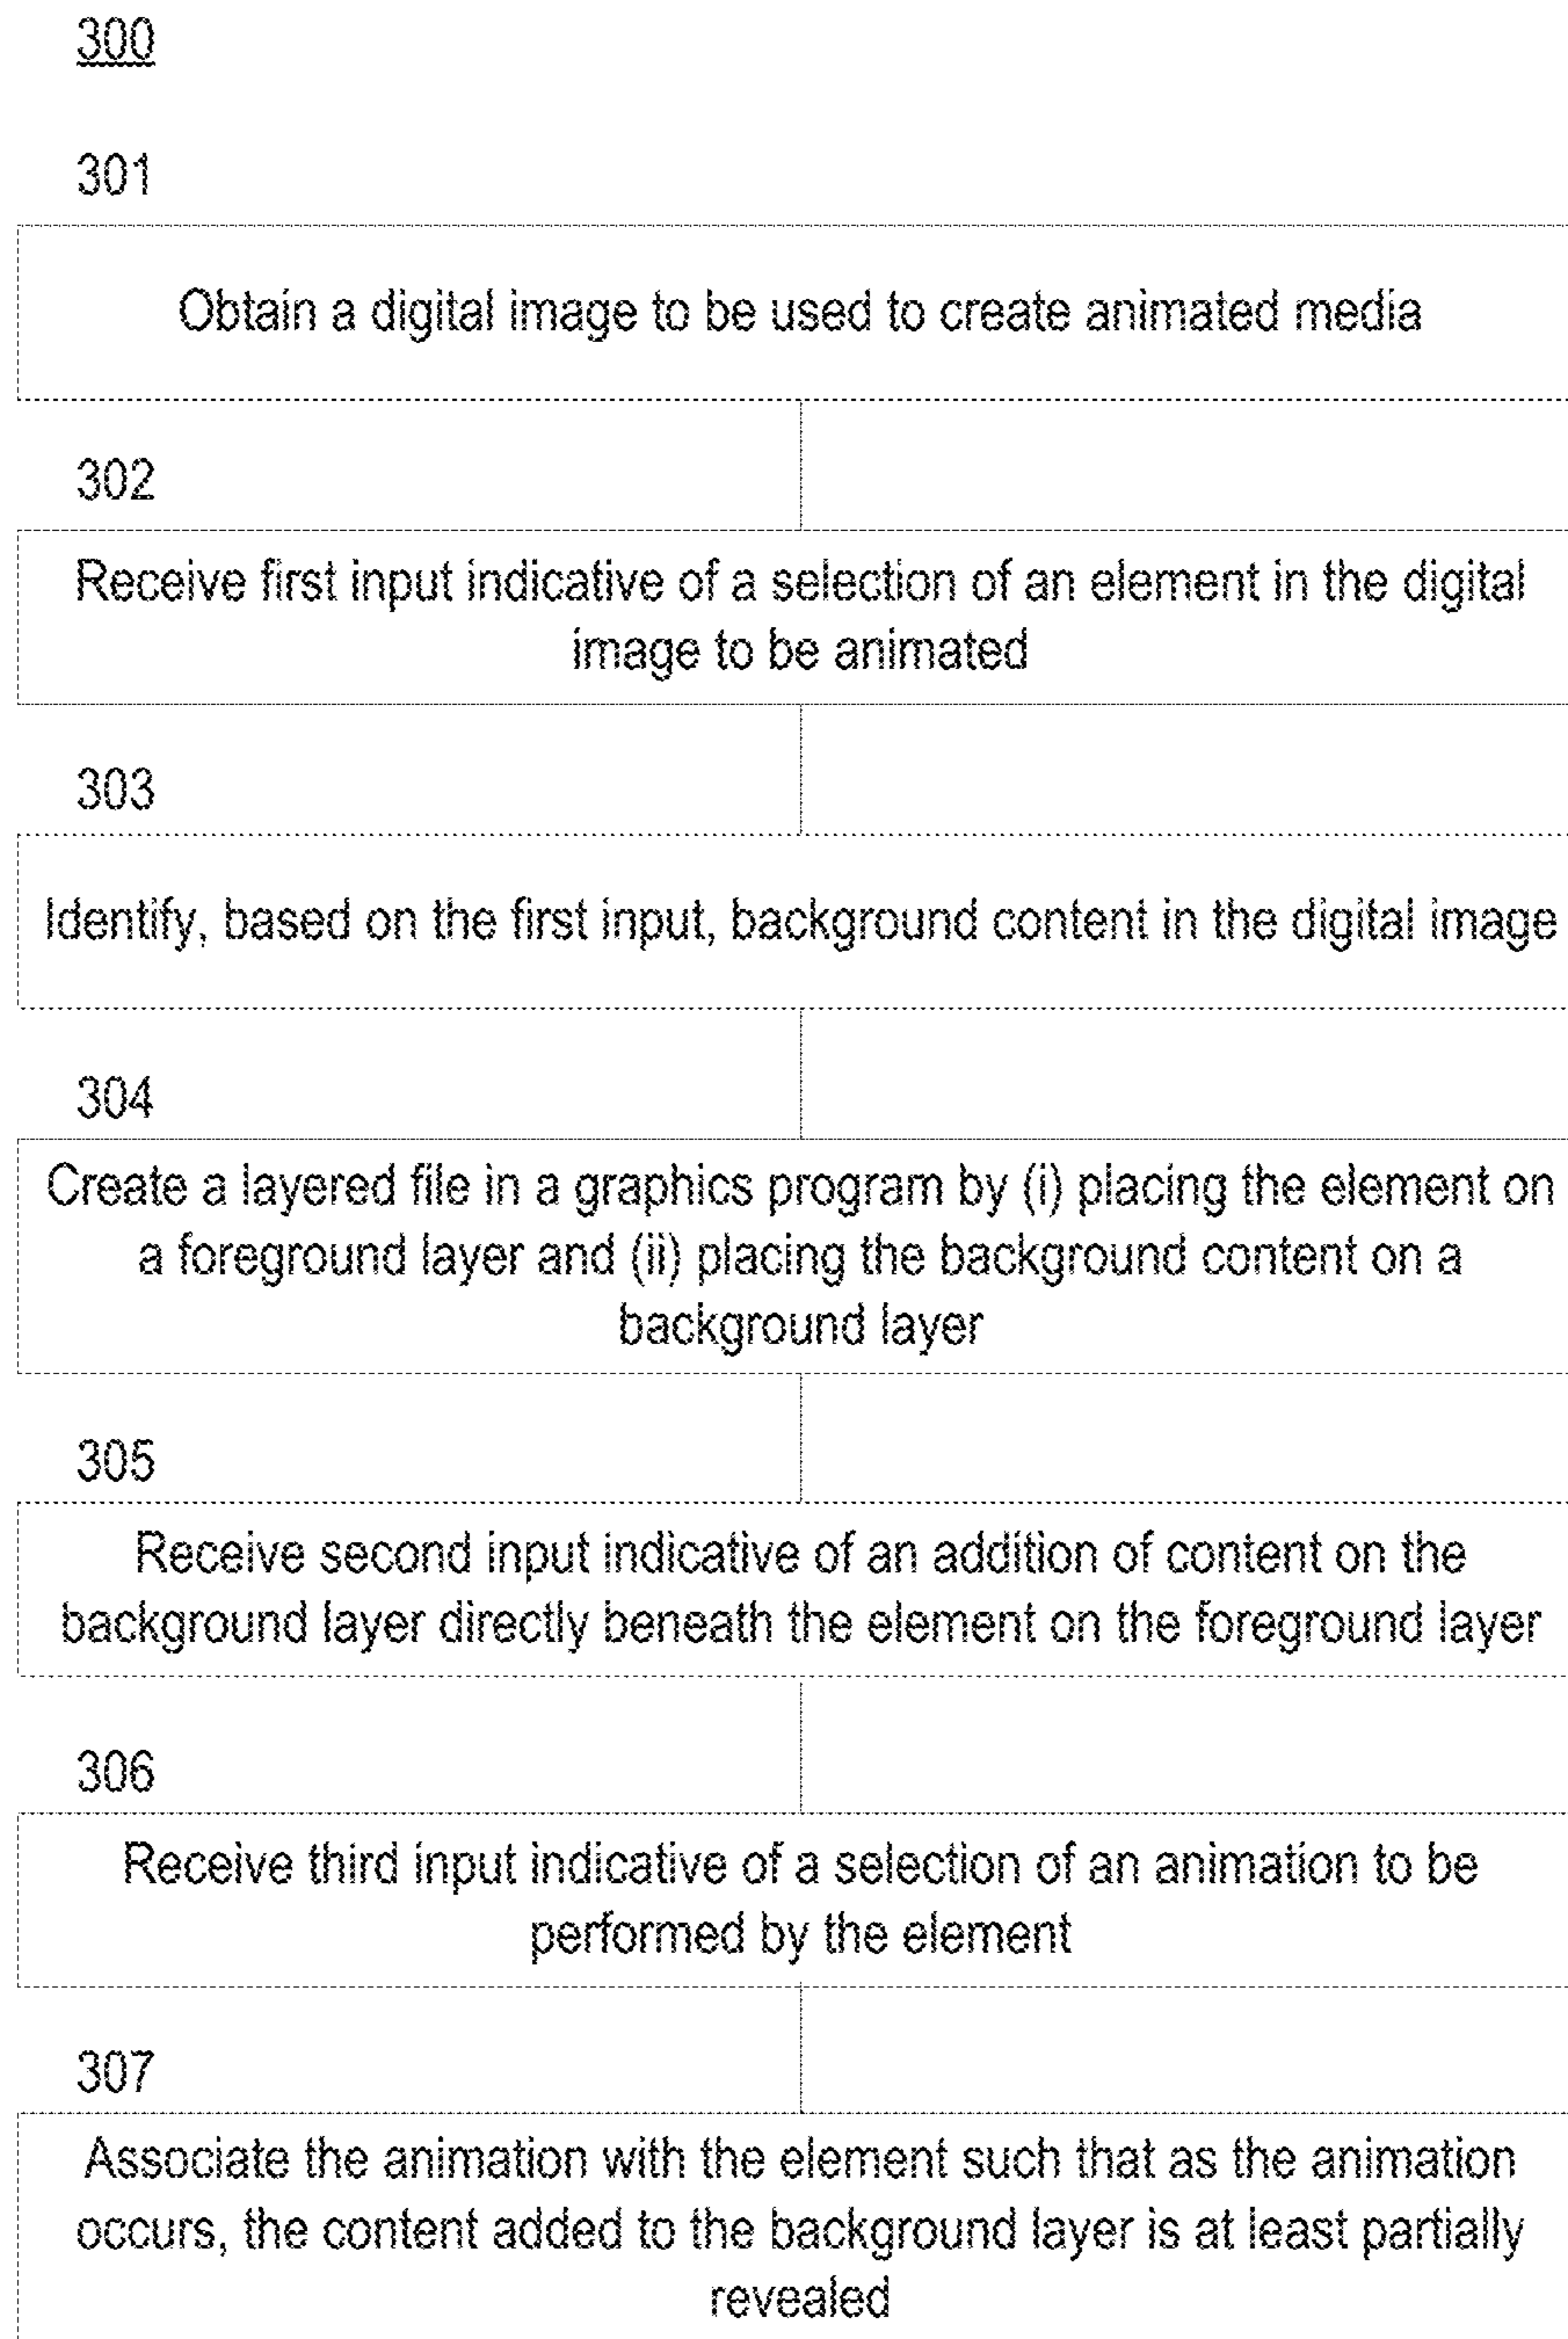 300
301
Obtain a digital image to be used to create animated media
302
Receive first input indicative of a selection of an element in the digital
image to be animated
303
Identify, based on the first input, background content in the digital image
304
Create a layered file in a graphics program by (i) placing the element on
a foreground layer and (ii) placing the background content on a
background layer
305
Receive second input indicative of an addition of content on the
background layer directly beneath the element on the foreground layer
306
Receive third input indicative of a selection of an animation to be
performed by the element
307
Associate the animation with the element such that as the animation
occurs, the content added to the background layer is at least partially
revealed